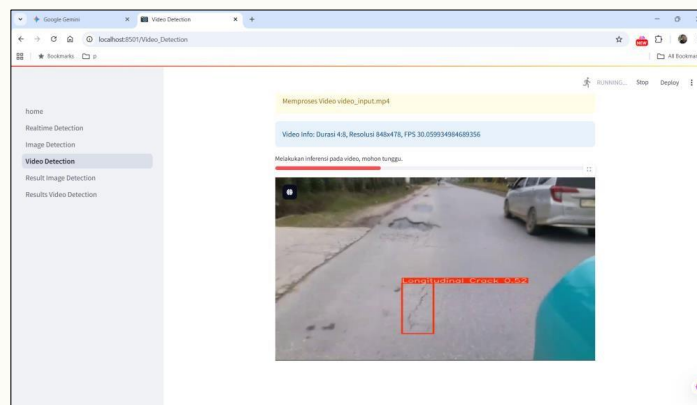 Google Gemini
Video Detection
localhost:8501/Video_Detection
NEW
Bookmarks
p
All Bookmar
RUNNING...
Stop
Deploy
home
Realtime Detection
Image Detection
Video Detection
Result Image Detection
Results Video Detection
Memproses Video video_input.mp4
Video Info: Durasi 4:8, Resolusi 848x478, FPS 30.059934984689356
Melakukan inferensi pada video, mohon tunggu.
Longitudinal Crack 0.52